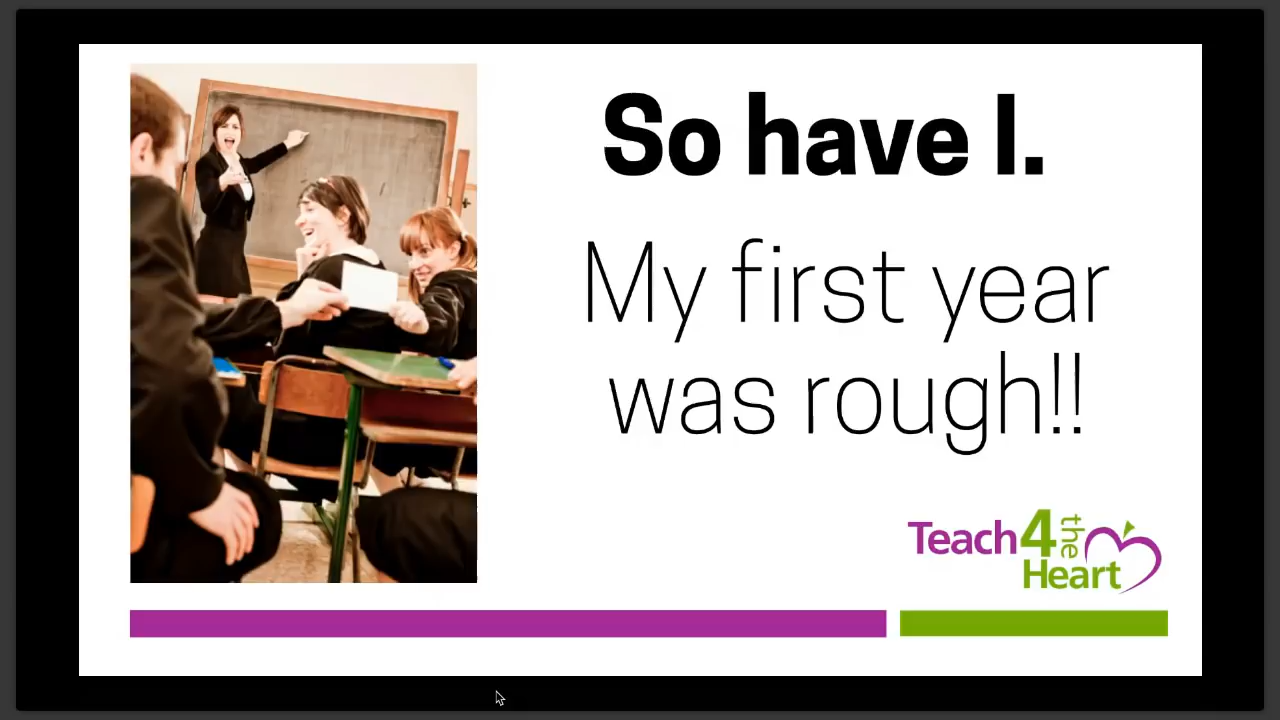 So have I.
My first year
was rough!!
Teach4the
Heart